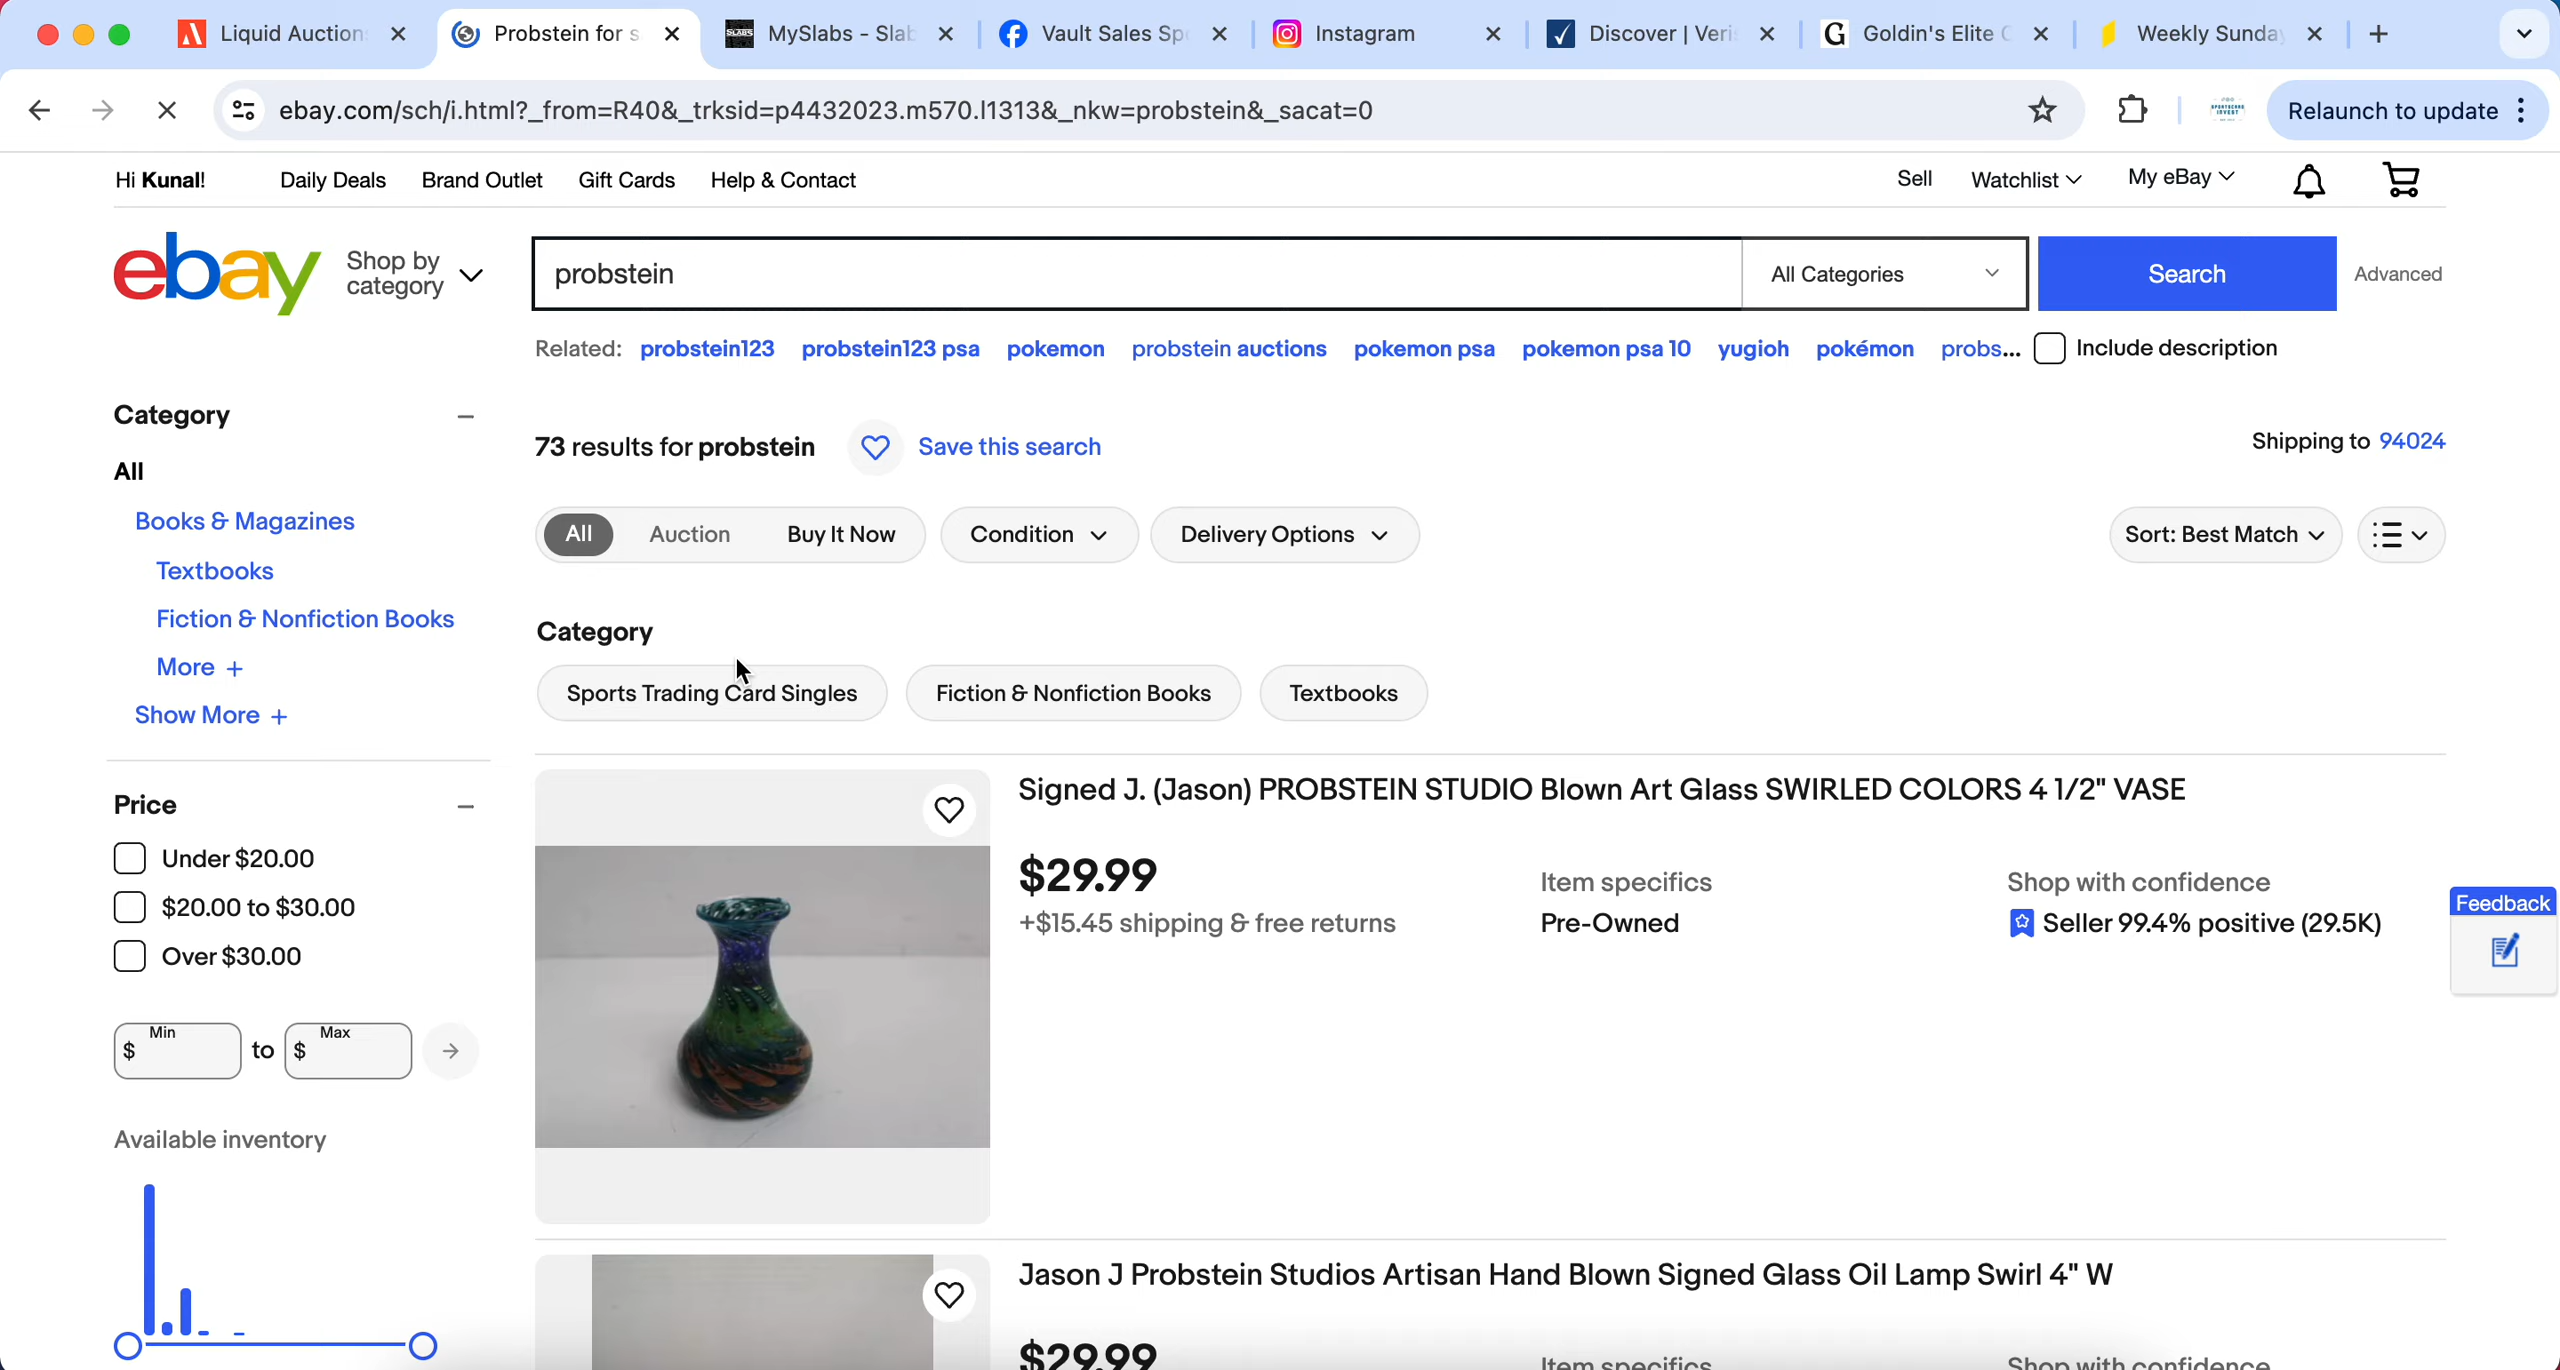 Liquid Auction
Probstein for s
MySlabs - Slab
Vault Sales Sp
Instagram
Discover | Veri
Goldin's Elite C
Weekly Sunday
ebay.com/sch/i.html?_from=R40&_trksid=p4432023.m570.l1313&_nkw=probstein&_sacat=0
Relaunch to update
Hi Kunal!
Daily Deals
Brand Outlet
Gift Cards
Help & Contact
Sell
Watchlist
My eBay
ebay
Shop by
category
probstein
All Categories
Search
Advanced
Related: probstein123 probstein123 psa pokemon probstein auctions pokemon psa pokemon psa 10 yugioh pokémon probs...
Include description
Category
All
Books & Magazines
Textbooks
Fiction & Nonfiction Books
More +
Show More +
Price
Under $20.00
$20.00 to $30.00
Over $30.00
Min
$
to
Max
$
Available inventory
73 results for probstein
Save this search
Shipping to 94024
All
Auction
Buy It Now
Condition
Delivery Options
Sort: Best Match
Category
Sports Trading Card Singles
Fiction & Nonfiction Books
Textbooks
Signed J. (Jason) PROBSTEIN STUDIO Blown Art Glass SWIRLED COLORS 4 1/2" VASE
$29.99
+$15.45 shipping & free returns
Item specifics
Pre-Owned
Shop with confidence
Seller 99.4% positive (29.5K)
Feedback
Jason J Probstein Studios Artisan Hand Blown Signed Glass Oil Lamp Swirl 4" W
$29.99
Item specifics
Shop with confidence